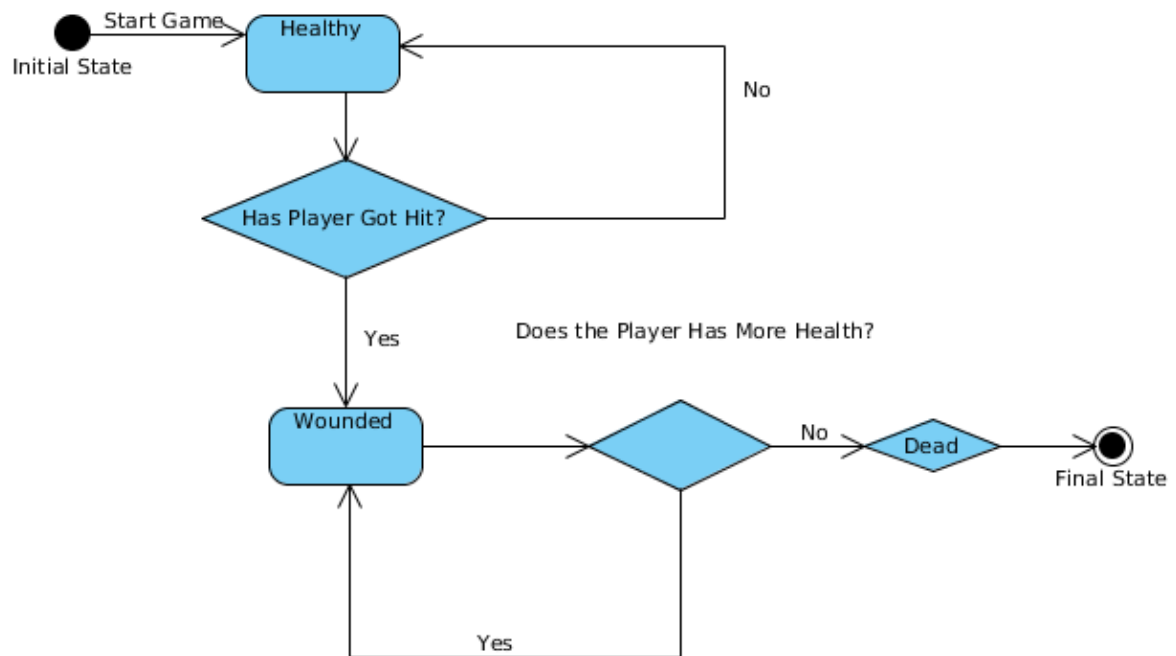 Start Game
Healthy
Initial State
No
Has Player Got Hit?
Yes
Does the Player Has More Health?
Wounded
No
Dead
Final State
Yes